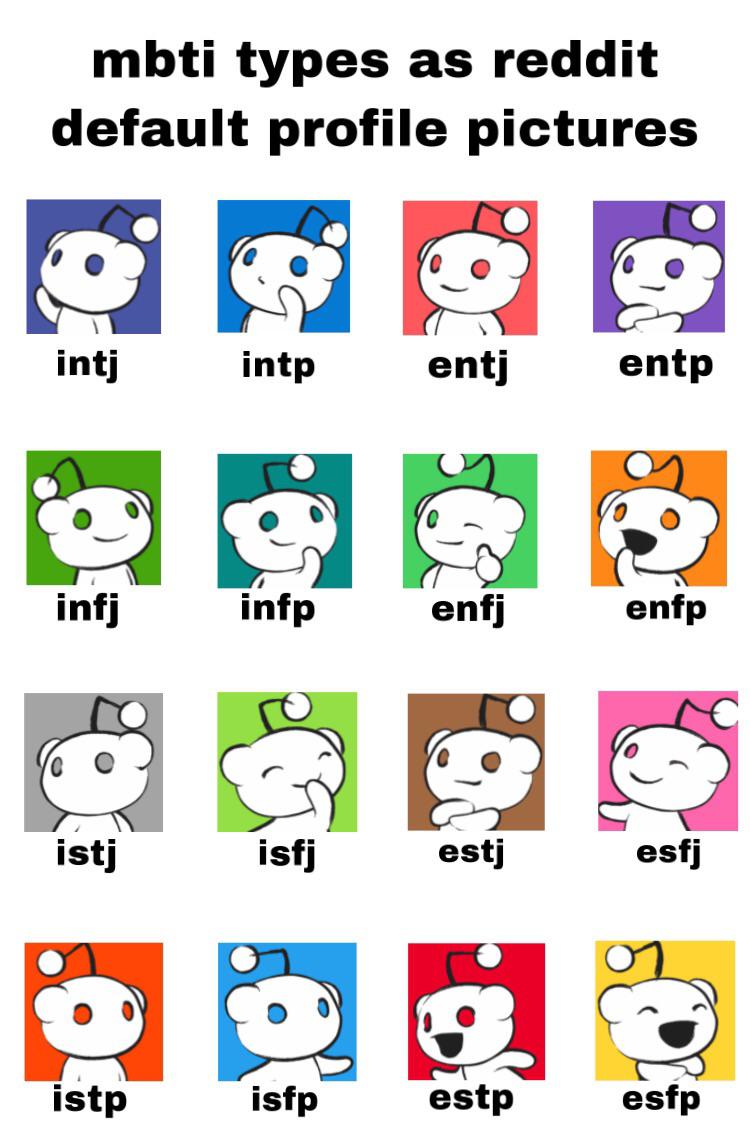 mbti types as reddit
default profile pictures
intj intp entj entp
infj infp enfj enfp
istj isfj estj esfj
istp isfp estp esfp